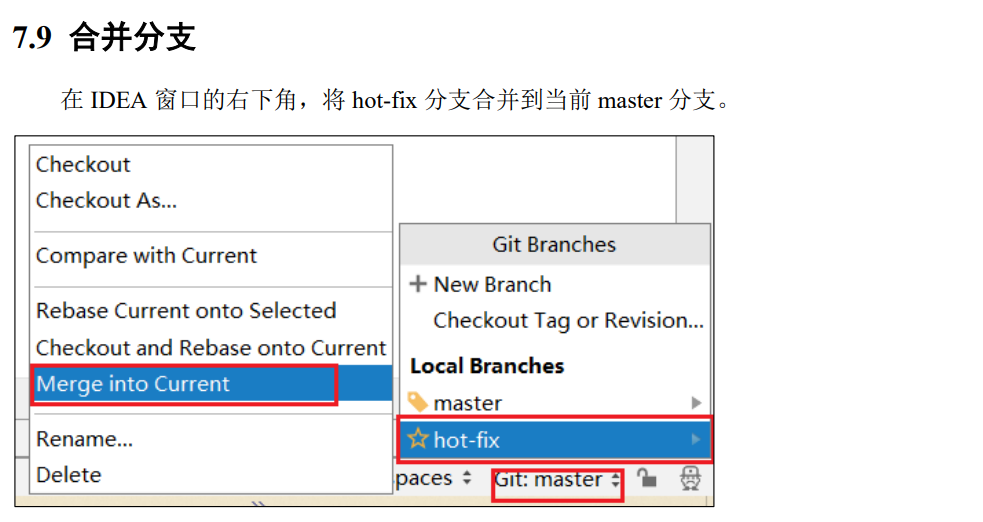 7.9 合并分支
在 IDEA 窗口的右下角，将 hot-fix 分支合并到当前 master 分支。
Checkout
Checkout As...
Compare with Current
Rebase Current onto Selected
Checkout and Rebase onto Current
Merge into Current
Rename...
Delete
Git Branches
New Branch
Checkout Tag or Revision...
Local Branches
master
hot-fix
paces
Git: master